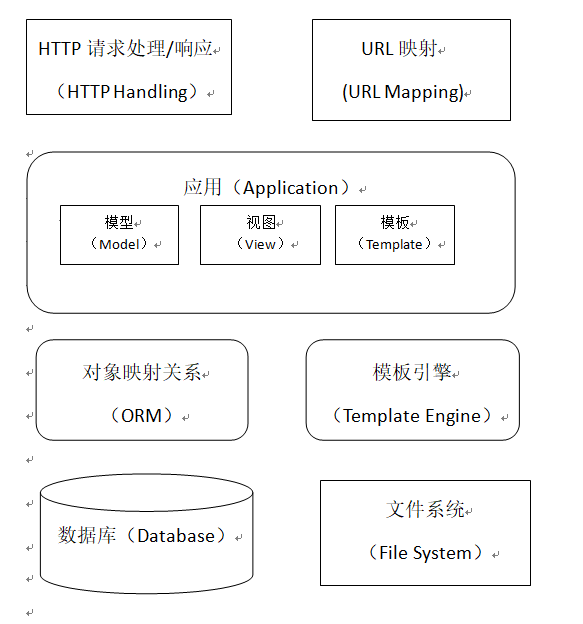 HTTP 请求处理/响应
（HTTP Handling）
URL 映射
(URL Mapping)
应用（Application）
模型
（Model）
视图
（View）
模板
（Template）
对象映射关系
（ORM）
模板引擎
（Template Engine）
数据库（Database）
文件系统
（File System）